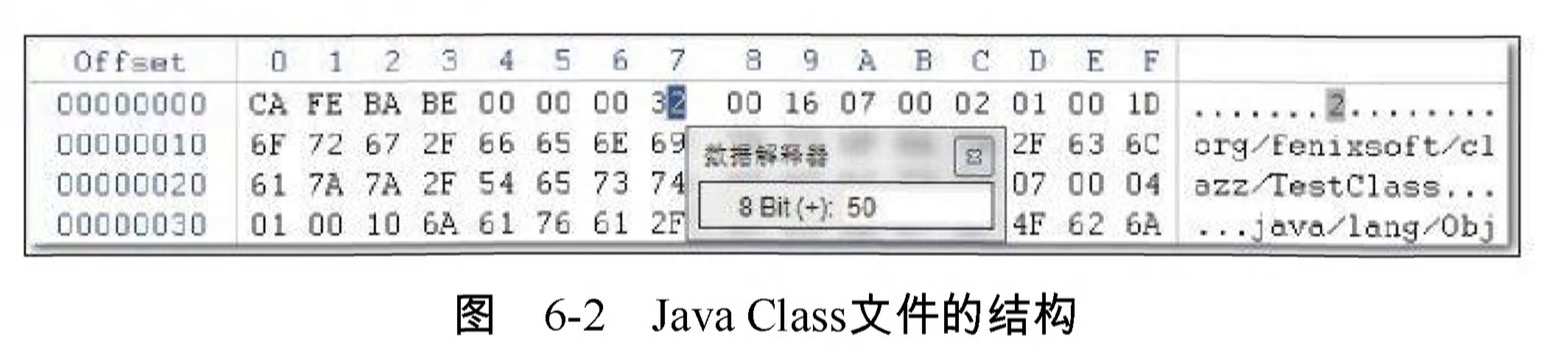 Offset 0 1 2 3 4 5 6 7 8 9 A B C D E F
00000000 CA FE BA BE 00 00 00 32 00 16 07 00 02 01 00 1D .......2........
00000010 6F 72 67 2F 66 65 6E 69 2F 63 6C org/fenixsoft/cl
00000020 61 7A 7A 2F 54 65 73 74 07 00 04 azz/TestClass...
00000030 01 00 10 6A 61 76 61 2F 4F 62 6A ...java/lang/Obj
数据解释器
8 Bit (+): 50
图 6-2 Java Class文件的结构